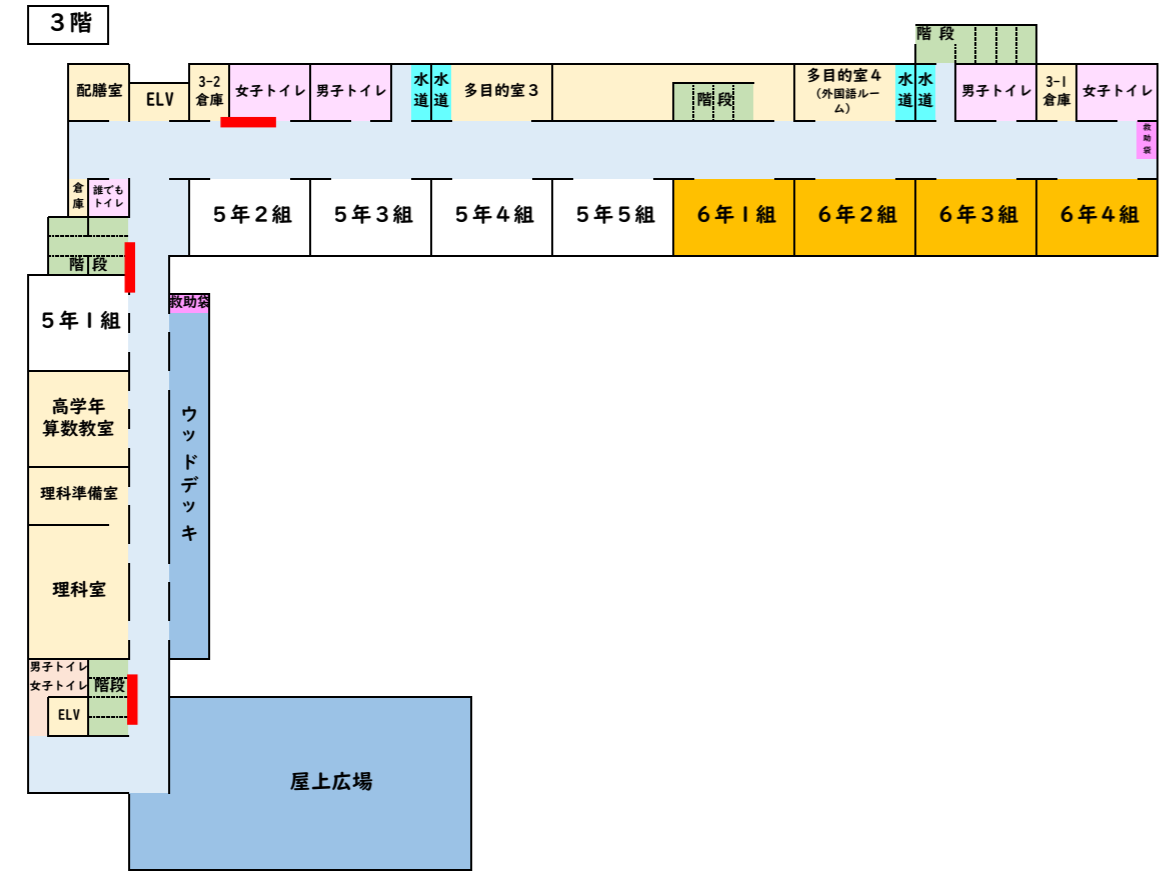 ３階
階 段
配膳室
ELV
3-2
倉庫
女子トイレ
男子トイレ
水道
水道
多目的室３
階段
多目的室４
（外国語ルー
ム）
水道
水道
男子トイレ
3-1
倉庫
女子トイレ
救助袋
倉庫
誰でも
トイレ
５年２組
５年３組
５年４組
５年５組
６年１組
６年２組
６年３組
６年４組
階段
５年１組
救助袋
高学年
算数教室
ウッドデッキ
理科準備室
理科室
男子トイレ
女子トイレ
階段
ELV
屋上広場